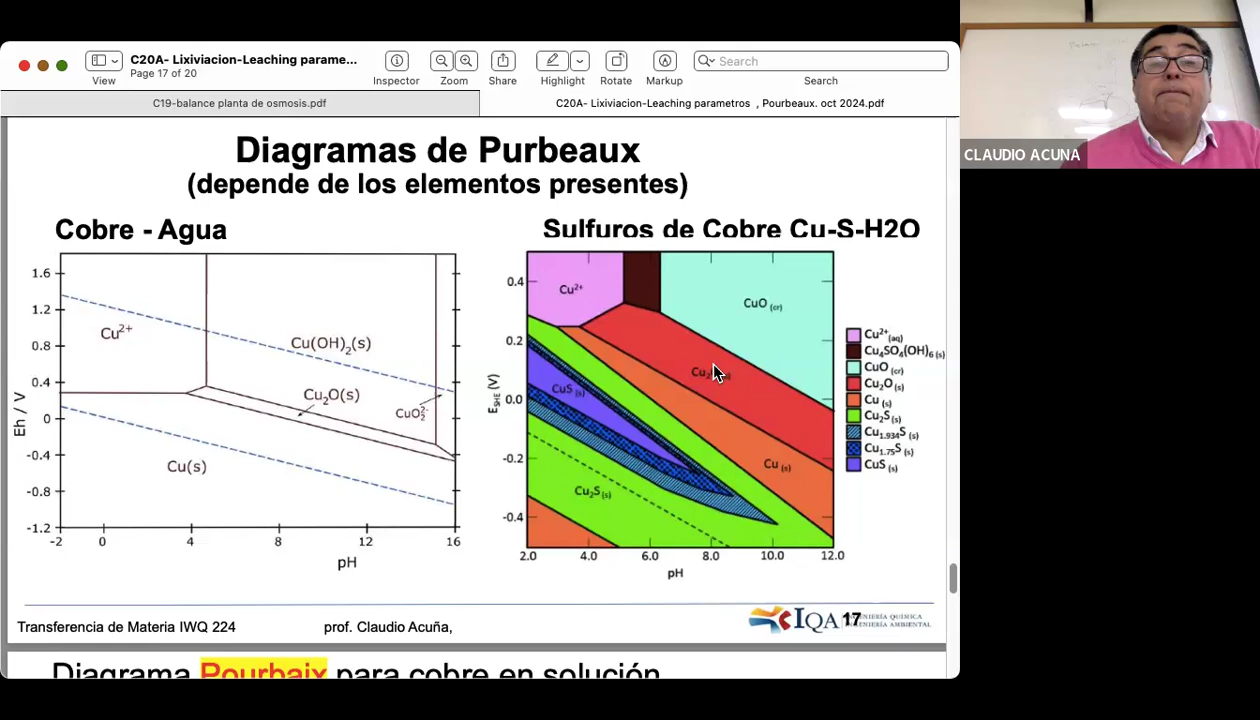 C20A- Lixiviacion-Leaching parame...
Page 17 of 20
View
Inspector
Zoom
Share
Highlight
Rotate
Markup
Search
Search
C19-balance planta de osmosis.pdf
C20A- Lixiviacion-Leaching parametros , Pourbeaux. oct 2024.pdf
CLAUDIO ACUNA
Diagramas de Purbeaux
(depende de los elementos presentes)
Cobre - Agua
Sulfuros de Cobre Cu-S-H2O
1.6
1.2
0.8
0.4
0
-0.4
-0.8
-1.2
Eh / V
-2 0 4 8 12 16
pH
Cu2+
Cu(OH)2(s)
Cu2O(s)
CuO2 2-
Cu(s)
0.4
0.2
0.0
-0.2
-0.4
ESHE (V)
2.0 4.0 6.0 8.0 10.0 12.0
pH
Cu2+
CuO (cr)
CuS (s)
Cu (s)
Cu2S (s)
Cu2+ (aq)
Cu4SO4(OH)6 (s)
CuO (cr)
Cu2O (s)
Cu (s)
Cu2S (s)
Cu1.934S (s)
Cu1.75S (s)
CuS (s)
Transferencia de Materia IWQ 224
prof. Claudio Acuña,
IQA
17
INGENIERÍA QUÍMICA
INGENIERÍA AMBIENTAL
Diagrama Pourbaix para cobre en solución